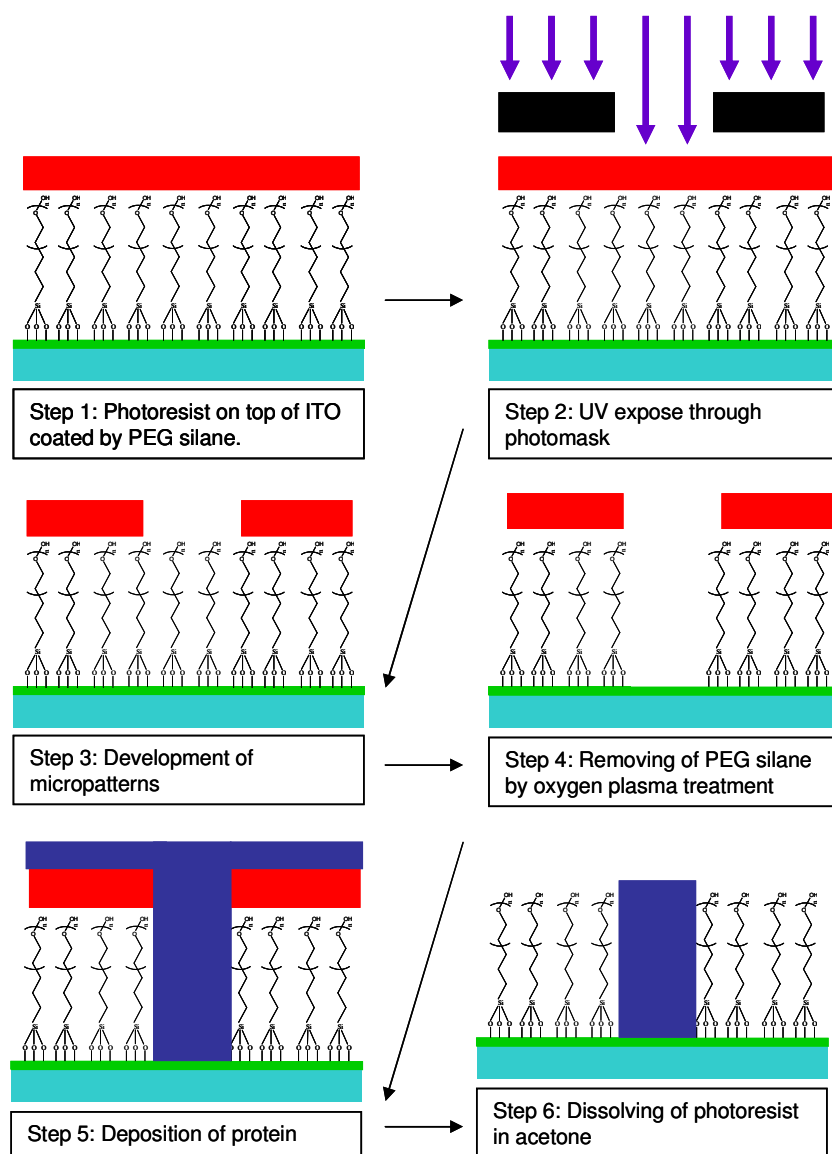 Step 1: Photoresist on top of ITO
coated by PEG silane.
Step 2: UV expose through
photomask
Step 3: Development of
micropatterns
Step 4: Removing of PEG silane
by oxygen plasma treatment
Step 5: Deposition of protein
Step 6: Dissolving of photoresist
in acetone